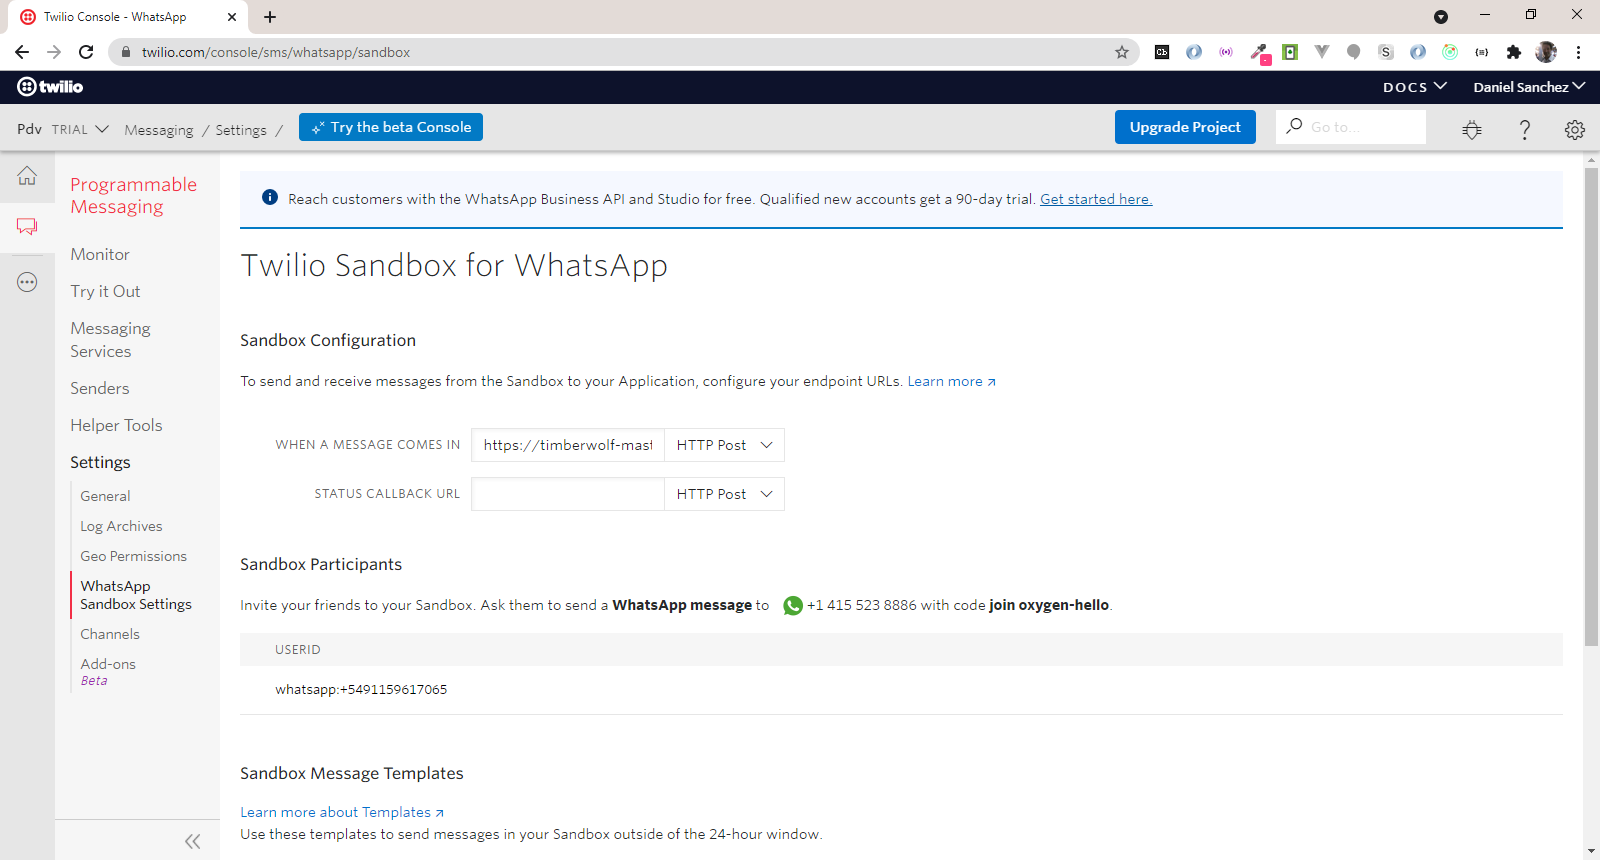 Twilio Console - WhatsApp
twilio.com/console/sms/whatsapp/sandbox
twilio
DOCS
Daniel Sanchez
Pdv TRIAL
Messaging / Settings /
Try the beta Console
Upgrade Project
Go to...
Programmable
Messaging
Monitor
Try it Out
Messaging
Services
Senders
Helper Tools
Settings
General
Log Archives
Geo Permissions
WhatsApp
Sandbox Settings
Channels
Add-ons
Beta
Reach customers with the WhatsApp Business API and Studio for free. Qualified new accounts get a 90-day trial. Get started here.
Twilio Sandbox for WhatsApp
Sandbox Configuration
To send and receive messages from the Sandbox to your Application, configure your endpoint URLs. Learn more
WHEN A MESSAGE COMES IN https://timberwolf-mast HTTP Post
STATUS CALLBACK URL HTTP Post
Sandbox Participants
Invite your friends to your Sandbox. Ask them to send a WhatsApp message to +1 415 523 8886 with code join oxygen-hello.
USERID
whatsapp:+5491159617065
Sandbox Message Templates
Learn more about Templates
Use these templates to send messages in your Sandbox outside of the 24-hour window.